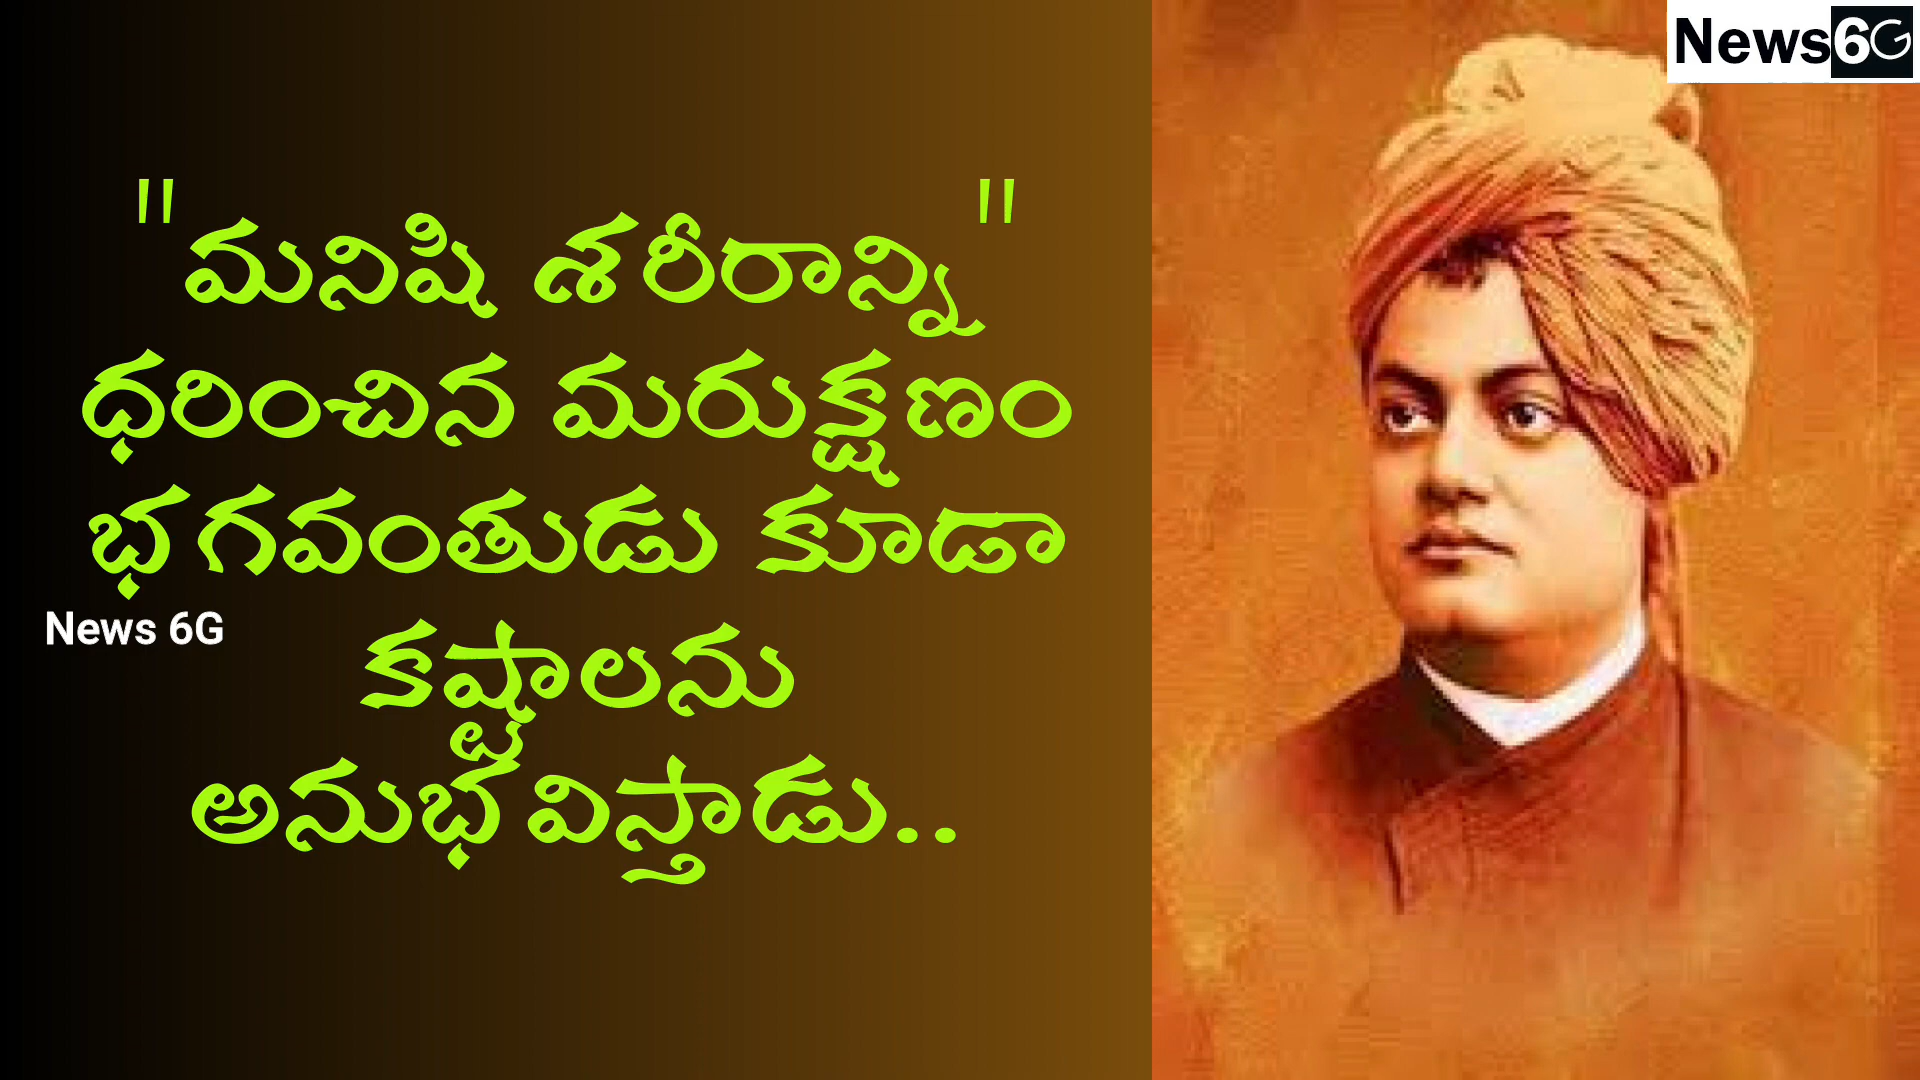 News6G
"మనిషి శరీరాన్ని"
ధరించిన మరుక్షణం
భగవంతుడు కూడా
News 6G
కష్టాలను
అనుభవిస్తాడు..